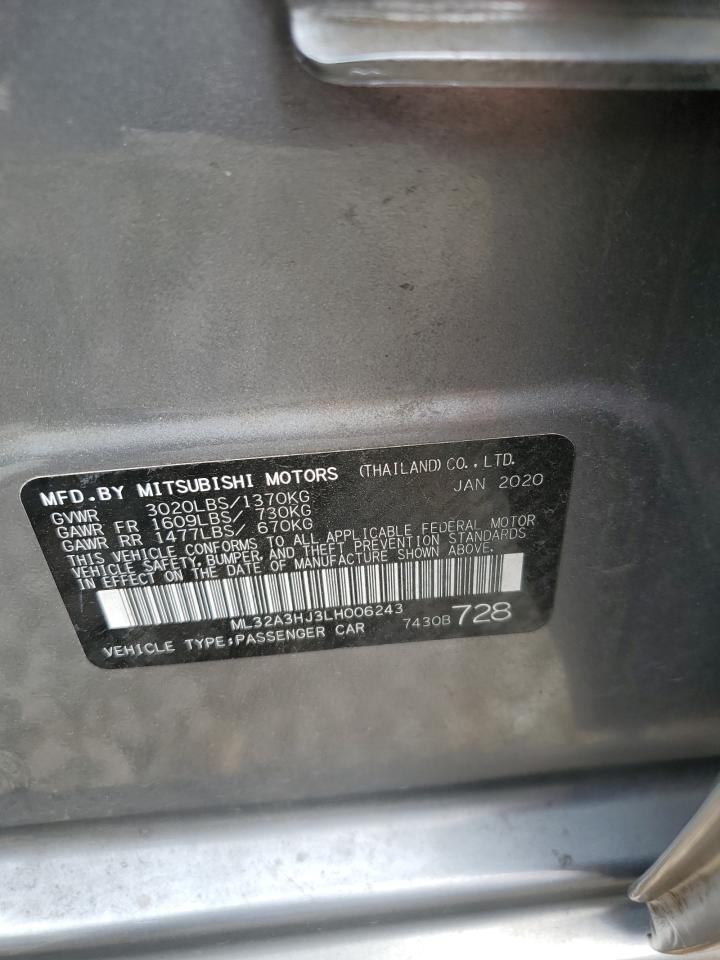 MFD.BY MITSUBISHI MOTORS (THAILAND) CO., LTD.
JAN 2020
GVWR 3020LBS/1370KG
GAWR FR 1609LBS/ 730KG
GAWR RR 1477LBS/ 670KG
THIS VEHICLE CONFORMS TO ALL APPLICABLE FEDERAL MOTOR
VEHICLE SAFETY, BUMPER, AND THEFT PREVENTION STANDARDS
IN EFFECT ON THE DATE OF MANUFACTURE SHOWN ABOVE.
ML32A3HJ3LH006243
VEHICLE TYPE:PASSENGER CAR 7430B 728